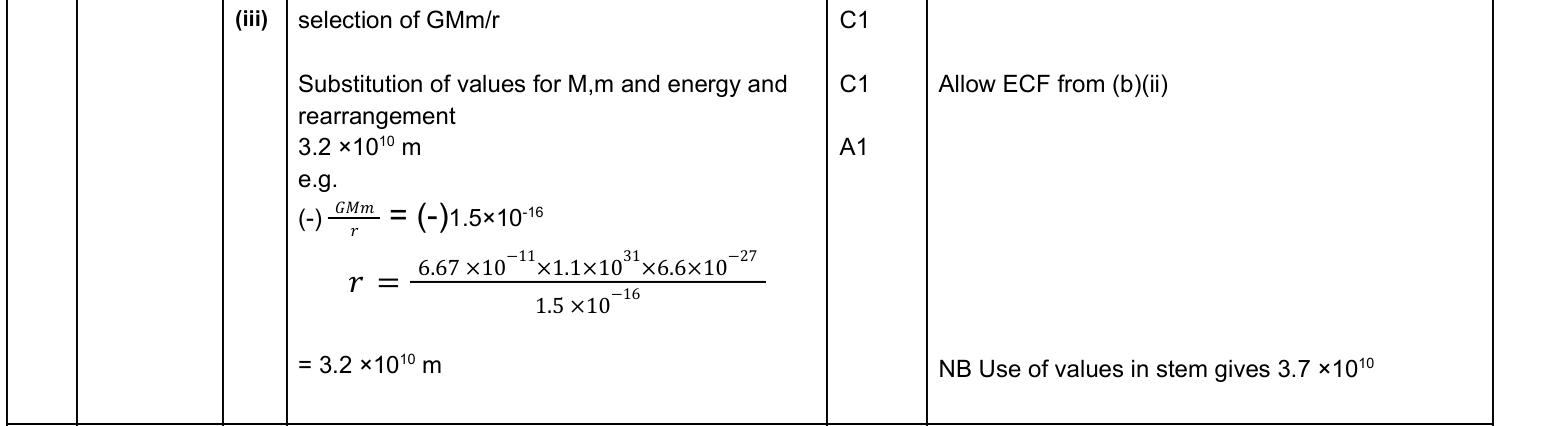 (iii) selection of GMm/r C1
Substitution of values for M,m and energy and C1 Allow ECF from (b)(ii)
rearrangement
3.2 ×10¹⁰ m A1
e.g.
(-) GMm/r = (-)1.5×10⁻¹⁶
r = 6.67 ×10⁻¹¹×1.1×10³¹×6.6×10⁻²⁷ / 1.5 ×10⁻¹⁶
= 3.2 ×10¹⁰ m NB Use of values in stem gives 3.7 ×10¹⁰